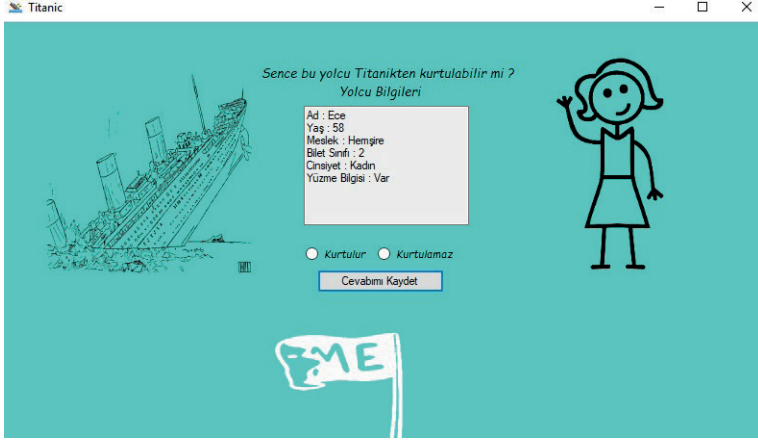 Titanic
Sence bu yolcu Titanikten kurtulabilir mi ?
Yolcu Bilgileri
Ad : Ece
Yaş : 58
Meslek : Hemşire
Bilet Sınıfı : 2
Cinsiyet : Kadın
Yüzme Bilgisi : Var
Kurtulur Kurtulamaz
Cevabımı Kaydet
ME